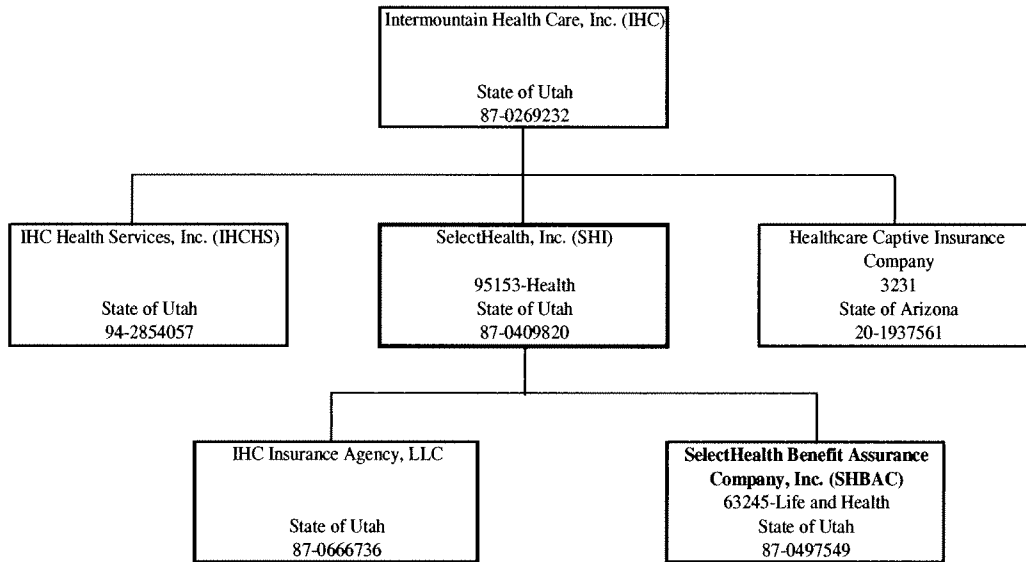 Intermountain Health Care, Inc. (IHC)
State of Utah
87-0269232
IHC Health Services, Inc. (IHCHS)
State of Utah
94-2854057
SelectHealth, Inc. (SHI)
95153-Health
State of Utah
87-0409820
Healthcare Captive Insurance
Company
3231
State of Arizona
20-1937561
IHC Insurance Agency, LLC
State of Utah
87-0666736
SelectHealth Benefit Assurance
Company, Inc. (SHBAC)
63245-Life and Health
State of Utah
87-0497549